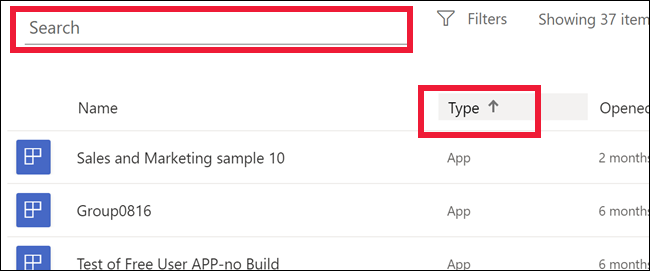 Search
Filters
Showing 37 item
Name Type Opened
Sales and Marketing sample 10 App 2 months
Group0816 App 6 months
Test of Free User APP-no Build App 6 months